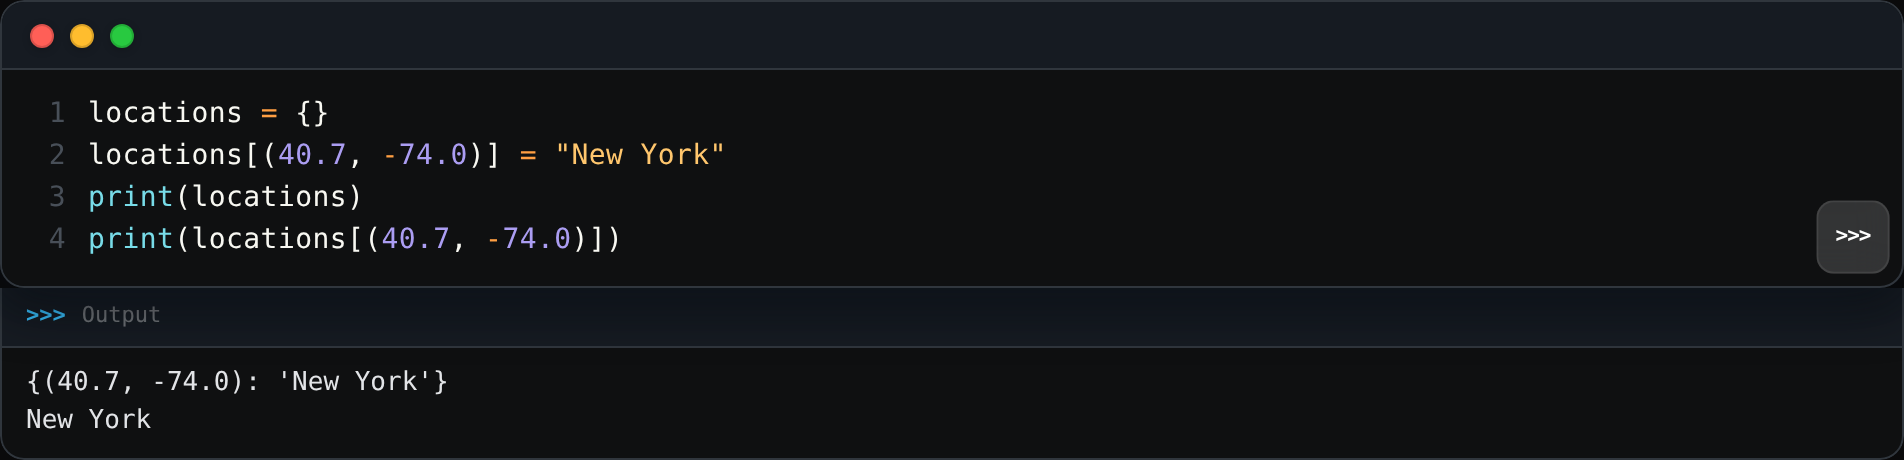 1 locations = {}
2 locations[(40.7, -74.0)] = "New York"
3 print(locations)
4 print(locations[(40.7, -74.0)])
>>>
>>> Output
{(40.7, -74.0): 'New York'}
New York